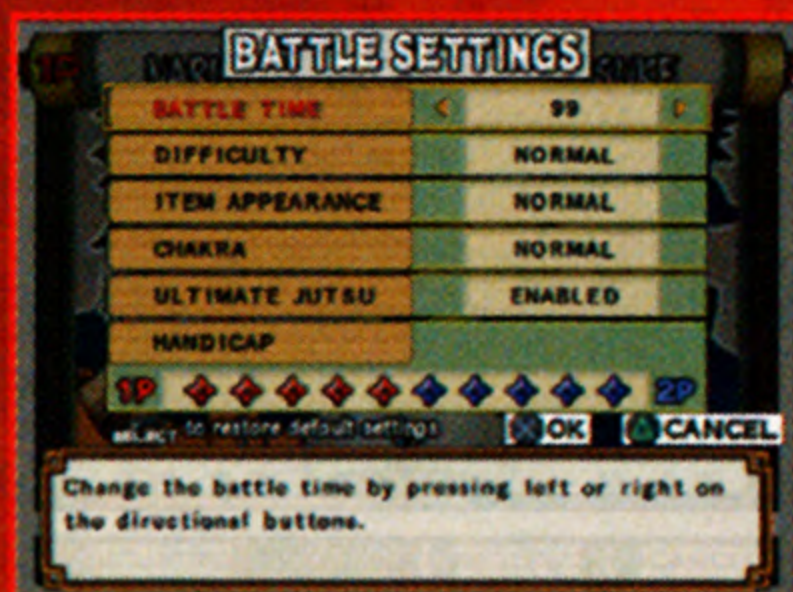 BATTLE SETTINGS
BATTLE TIME 99
DIFFICULTY NORMAL
ITEM APPEARANCE NORMAL
CHAKRA NORMAL
ULTIMATE JUTSU ENABLED
HANDICAP
1P 2P
SELECT to restore default settings OK CANCEL
Change the battle time by pressing left or right on
the directional buttons.